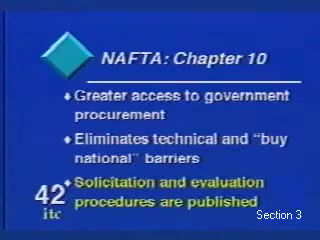 NAFTA: Chapter 10
♦ Greater access to government
procurement
♦ Eliminates technical and “buy
national” barriers
♦ Solicitation and evaluation
procedures are published
42
itc
Section 3